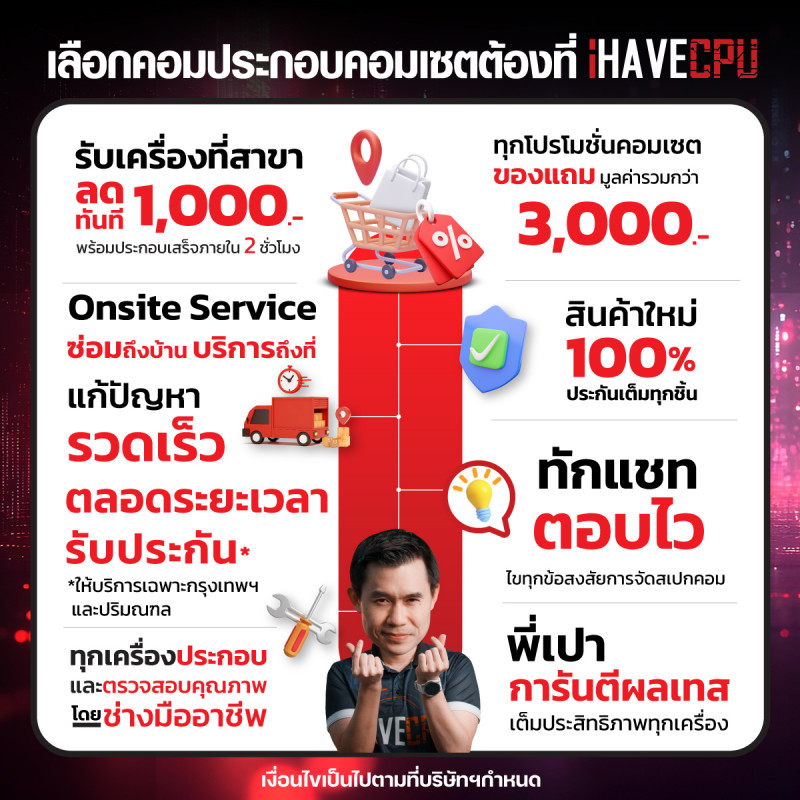 เลือกคอมประกอบคอมเซตต้องที่ iHAVECPU
รับเครื่องที่สาขา
ลดทันที 1,000.-
พร้อมประกอบเสร็จภายใน 2 ชั่วโมง
Onsite Service
ซ่อมถึงบ้าน บริการถึงที่
แก้ปัญหา
รวดเร็ว
ตลอดระยะเวลา
รับประกัน*
*ให้บริการเฉพาะกรุงเทพฯ
และปริมณฑล
ทุกเครื่องประกอบ
และตรวจสอบคุณภาพ
โดยช่างมืออาชีพ
ทุกโปรโมชั่นคอมเซต
ของแถม มูลค่ารวมกว่า
3,000.-
%
สินค้าใหม่
100%
ประกันเต็มทุกชิ้น
ทักแชท
ตอบไว
ไขทุกข้อสงสัยการจัดสเปกคอม
พี่เปา
การันตีผลเทส
เต็มประสิทธิภาพทุกเครื่อง
VECPU
เงื่อนไขเป็นไปตามที่บริษัทฯกำหนด